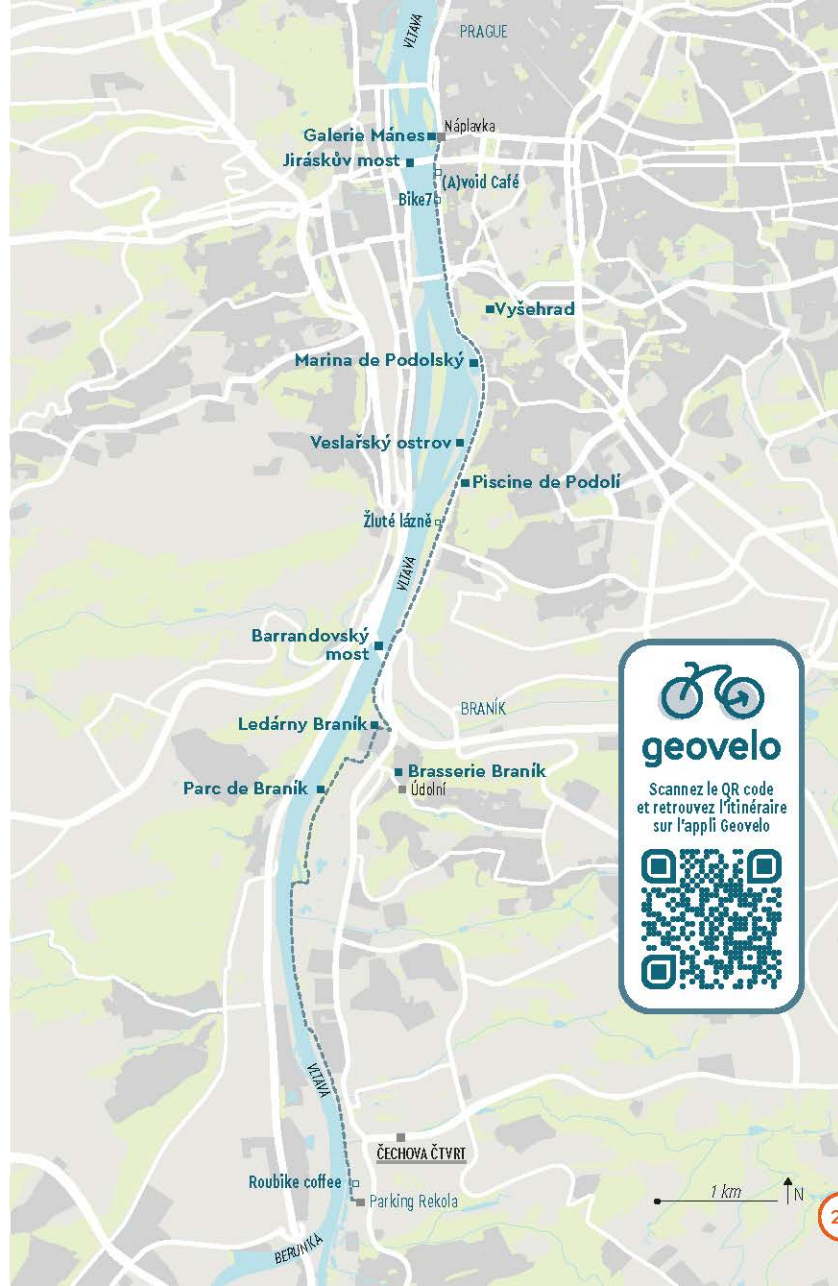 VLTAVA
PRAGUE
Galerie Mánes
Náplavka
Jiráskův most
(A)void Café
Bike7
Vyšehrad
Marina de Podolský
Veslařský ostrov
Piscine de Podolí
Žluté lázně
VLTAVA
Barrandovský
most
BRANÍK
Ledárny Braník
Brasserie Braník
Parc de Braník
Údolní
geovelo
Scannez le QR code
et retrouvez l'itinéraire
sur l'appli Geovelo
VLTAVA
ČECHOVA ČTVRT
Roubike coffee
Parking Rekola
1 km
N
BEROUNKA